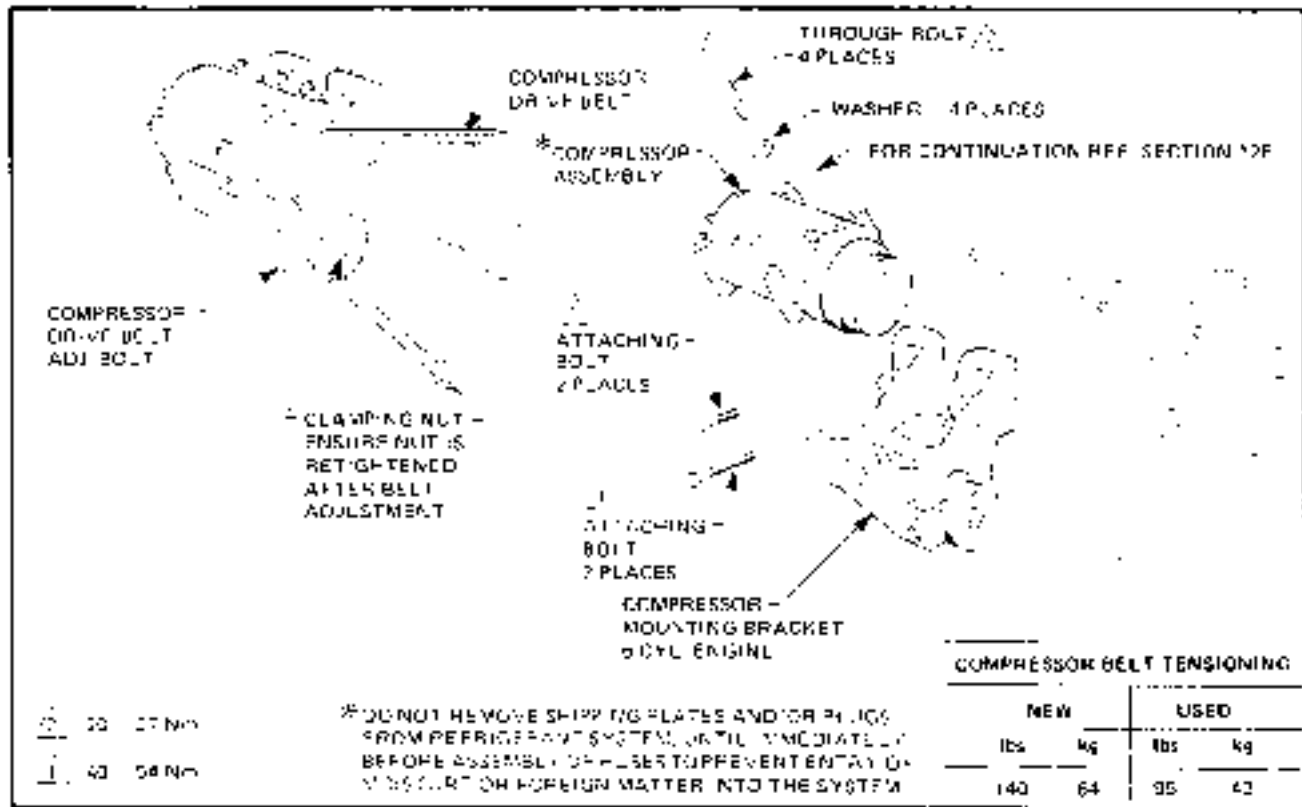 THROUGH BOLT
4 PLACES
COMPRESSOR
DRIVE BELT
WASHER 4 PLACES
*COMPRESSOR
ASSEMBLY
FOR CONTINUATION REF SECTION
COMPRESSOR -
DRIVE BELT
ADJ. BOLT
ATTACHING -
BOLT
2 PLACES
CLAMPING NUT -
ENSURE NUT IS
RETIGHTENED
AFTER BELT
ADJUSTMENT
ATTACHING -
BOLT
2 PLACES
COMPRESSOR -
MOUNTING BRACKET
6 CYL ENGINE
COMPRESSOR BELT TENSIONING
NEW USED
lbs kg lbs kg
140 64 95 43
Nm
40 54 Nm
*DO NOT REMOVE SHIPPING PLATES AND/OR PLUGS
FROM REFRIGERANT SYSTEM, UNTIL IMMEDIATELY
BEFORE ASSEMBLY OF HOSES TO PREVENT ENTRY OF
MOISTURE OR FOREIGN MATTER INTO THE SYSTEM